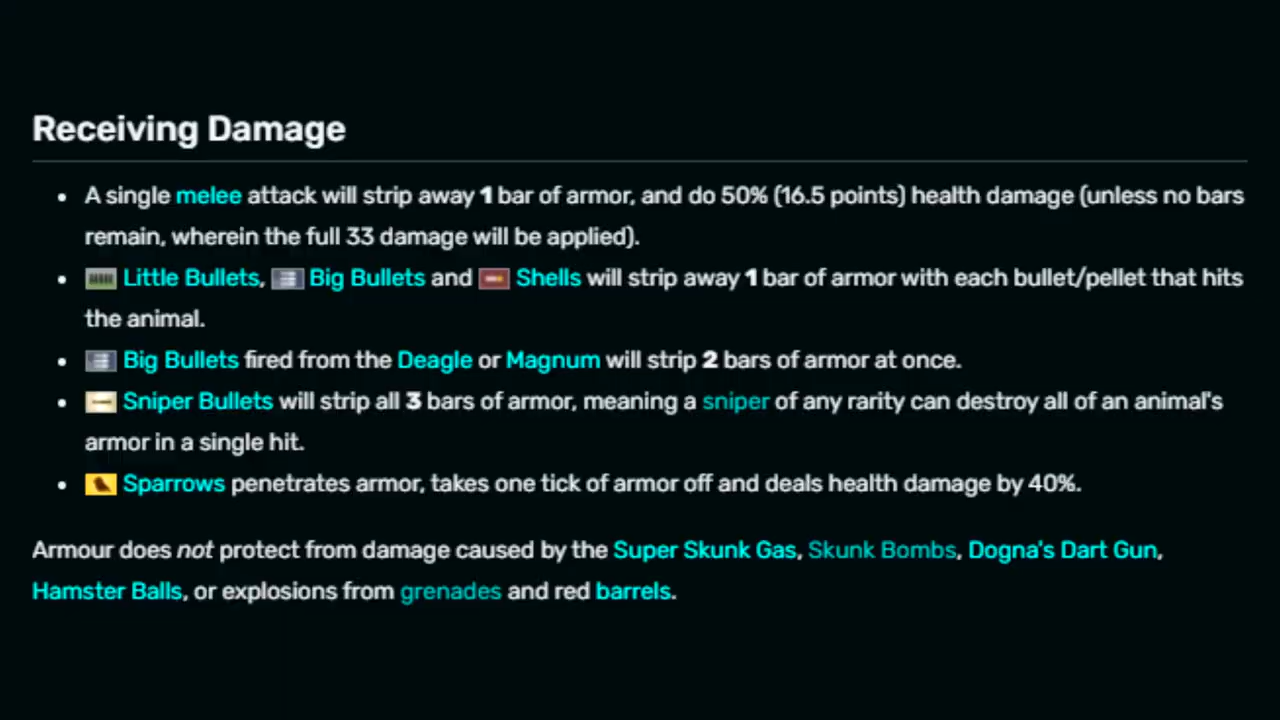 Receiving Damage
A single melee attack will strip away 1 bar of armor, and do 50% (16.5 points) health damage (unless no bars
remain, wherein the full 33 damage will be applied).
Little Bullets, Big Bullets and Shells will strip away 1 bar of armor with each bullet/pellet that hits
the animal.
Big Bullets fired from the Deagle or Magnum will strip 2 bars of armor at once.
Sniper Bullets will strip all 3 bars of armor, meaning a sniper of any rarity can destroy all of an animal's
armor in a single hit.
Sparrows penetrates armor, takes one tick of armor off and deals health damage by 40%.
Armour does not protect from damage caused by the Super Skunk Gas, Skunk Bombs, Dogna's Dart Gun,
Hamster Balls, or explosions from grenades and red barrels.